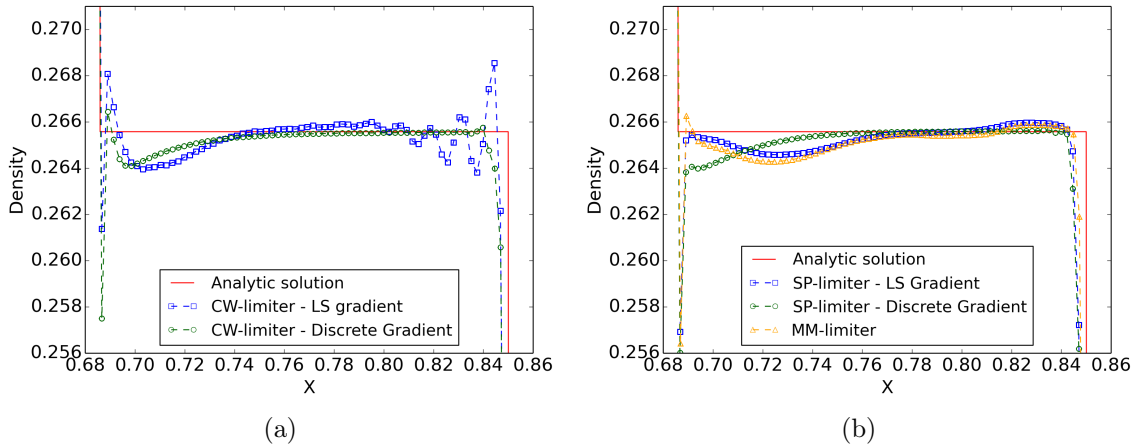 0.270
0.268
0.266
0.264
0.262
0.260
0.258
0.256
Density
Analytic solution
CW-limiter - LS gradient
CW-limiter - Discrete Gradient
0.68 0.70 0.72 0.74 0.76 0.78 0.80 0.82 0.84 0.86
X
(a)
0.270
0.268
0.266
0.264
0.262
0.260
0.258
0.256
Density
Analytic solution
SP-limiter - LS Gradient
SP-limiter - Discrete Gradient
MM-limiter
0.68 0.70 0.72 0.74 0.76 0.78 0.80 0.82 0.84 0.86
X
(b)